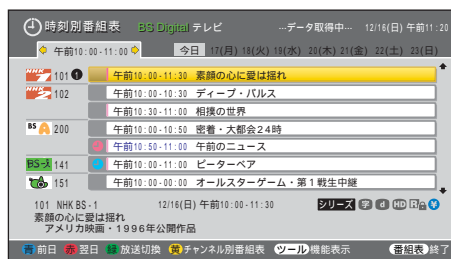 時刻別番組表 BS Digital テレビ …データ取得中… 12/16(日) 午前11:20
午前10:00-11:00 今日 17(月) 18(火) 19(水) 20(木) 21(金) 22(土) 23(日)
101 ❶ 午前10:00-11:30 素顔の心に愛は揺れ
102 午前10:00-10:30 ディープ・パルス
午前10:30-11:00 相撲の世界
BS A 200 午前10:00-10:50 密着・大都会24時
午前10:50-11:00 午前のニュース
BS-i 141 午前10:00-11:00 ピーターベア
151 午前10:00-00:00 オールスターゲーム・第1戦生中継
101 NHK BS-1 12/16(日) 午前10:00-11:30 シリーズ 字 d HD R ¥
素顔の心に愛は揺れ
アメリカ映画・1996年公開作品
青 前日 赤 翌日 緑 放送切換 黄 チャンネル別番組表 ツール 機能表示 番組表 終了